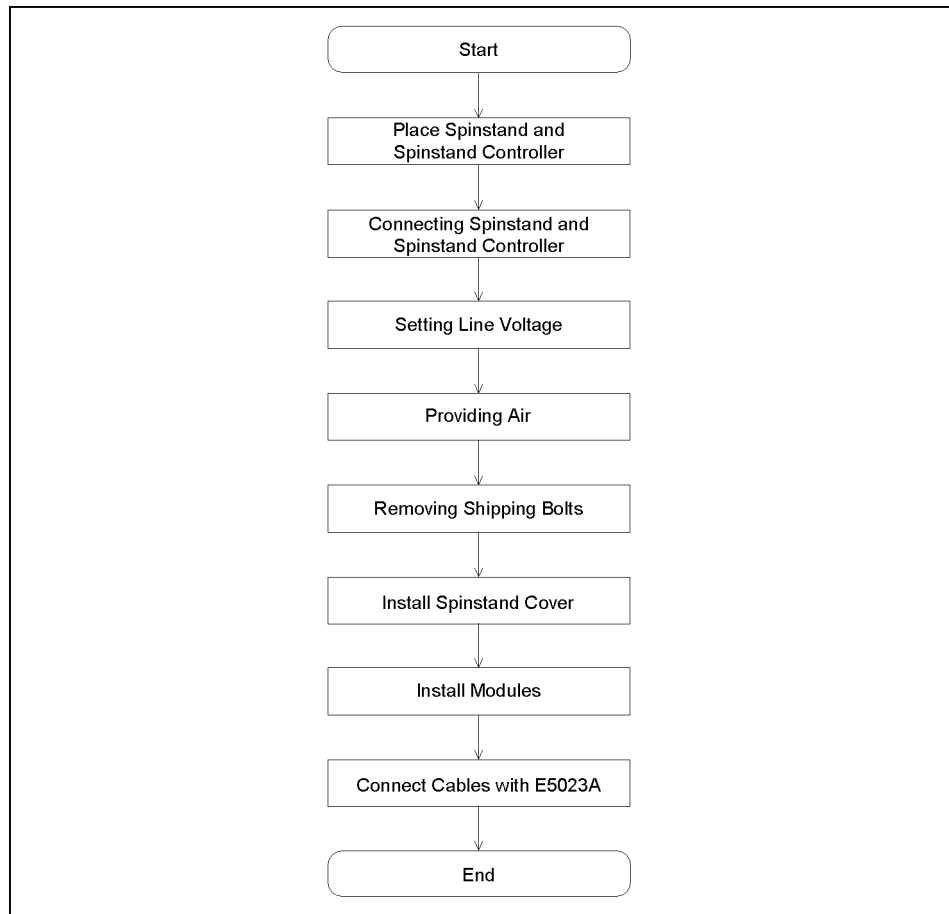 Start
Place Spinstand and
Spinstand Controller
Connecting Spinstand and
Spinstand Controller
Setting Line Voltage
Providing Air
Removing Shipping Bolts
Install Spinstand Cover
Install Modules
Connect Cables with E5023A
End